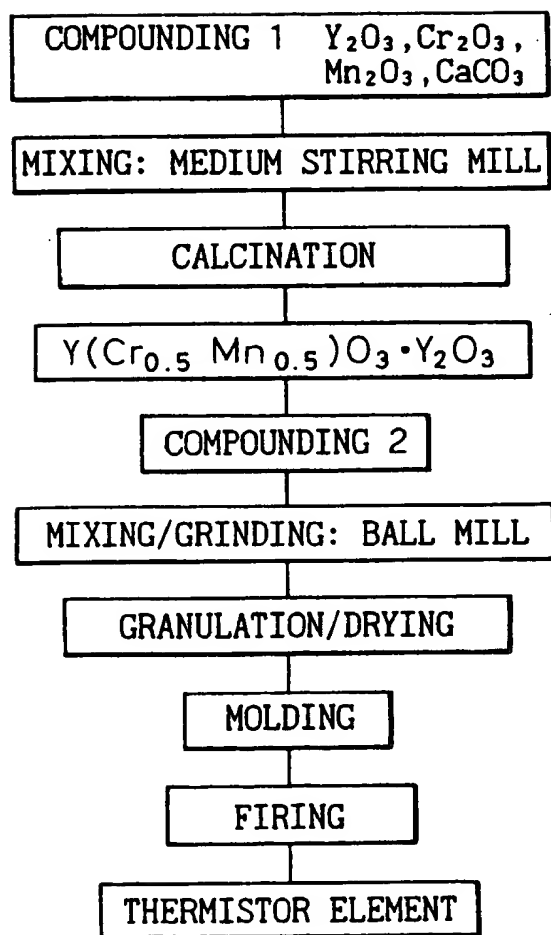 COMPOUNDING 1 Y₂O₃, Cr₂O₃,
Mn₂O₃, CaCO₃
MIXING: MEDIUM STIRRING MILL
CALCINATION
Y(Cr₀.₅ Mn₀.₅)O₃·Y₂O₃
COMPOUNDING 2
MIXING/GRINDING: BALL MILL
GRANULATION/DRYING
MOLDING
FIRING
THERMISTOR ELEMENT